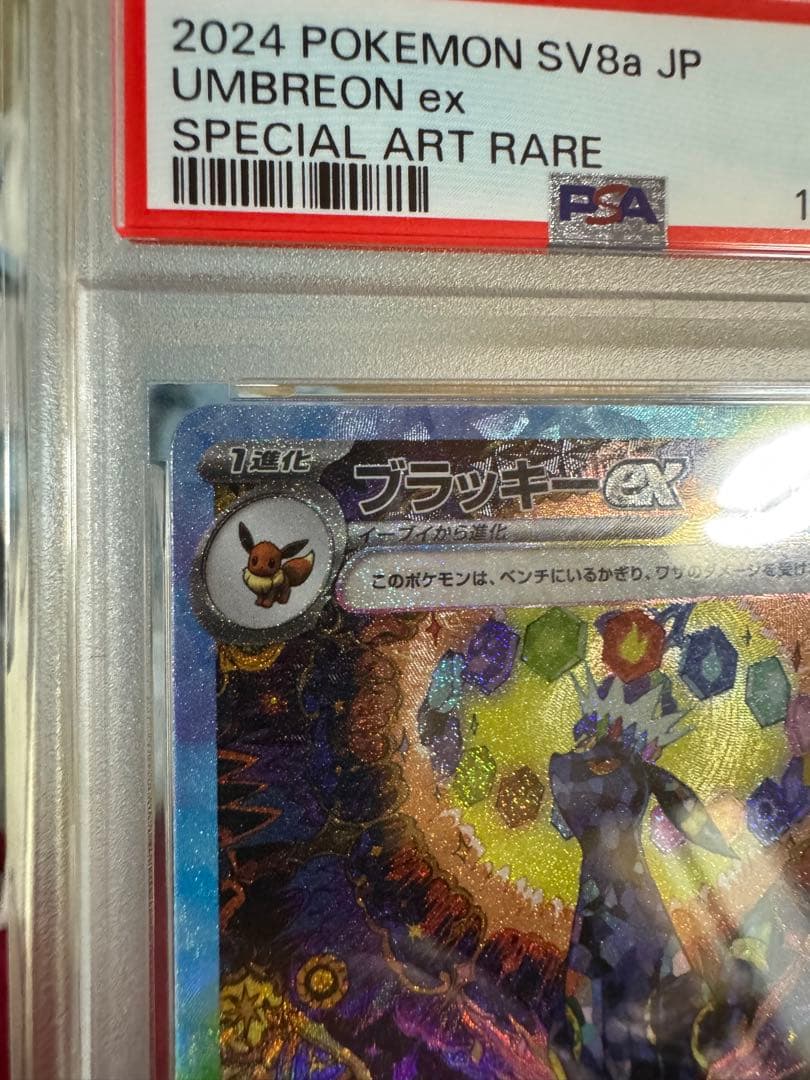 2024 POKEMON SV8a JP
UMBREON ex
SPECIAL ART RARE
PSA
1進化
ブラッキーex
イーブイから進化
このポケモンは、ベンチにいるかぎり、ワザのダメージを受け